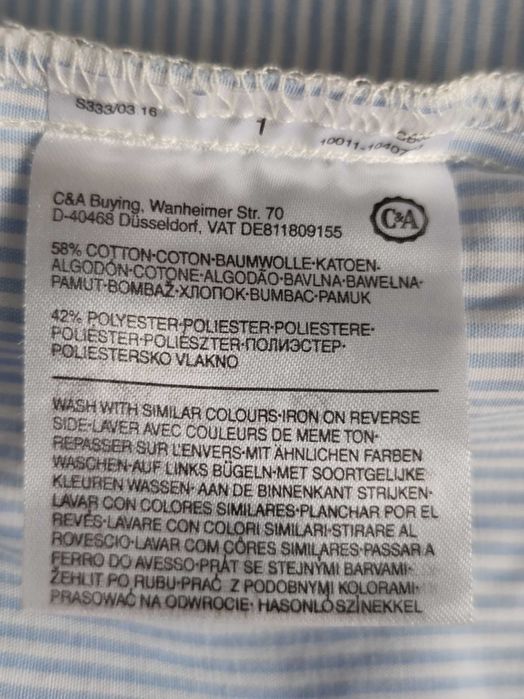 S333/03.16
1
C&A Buying, Wanheimer Str. 70
D-40468 Düsseldorf, VAT DE811809155
C&A
58% COTTON·COTON·BAUMWOLLE·KATOEN·
ALGODÓN·COTONE·ALGODÃO·BAVLNA·BAWEŁNA·
PAMUT·BOMBAŽ·ХЛОПОК·BUMBAC·PAMUK
42% POLYESTER·POLIESTER·POLIESTERE·
POLIÉSTER·POLIÉSZTER·ПОЛИЭСТЕР·
POLIESTERSKO VLAKNO
WASH WITH SIMILAR COLOURS·IRON ON REVERSE
SIDE·LAVER AVEC COULEURS DE MEME TON·
REPASSER SUR L'ENVERS·MIT ÄHNLICHEN FARBEN
WASCHEN·AUF LINKS BÜGELN·MET SOORTGELIJKE
KLEUREN WASSEN· AAN DE BINNENKANT STRIJKEN·
LAVAR CON COLORES SIMILARES·PLANCHAR POR EL
REVÉS·LAVARE CON COLORI SIMILARI·STIRARE AL
ROVESCIO·LAVAR COM CÔRES SIMILARES·PASSAR A
FERRO DO AVESSO·PRÁT SE STEJNÝMI BARVAMI·
ŽEHLIT PO RUBU·PRAĆ Z PODOBNYMI KOLORAMI·
PRASOWAĆ NA ODWROCIE· HASONLÓ SZÍNEKKEL